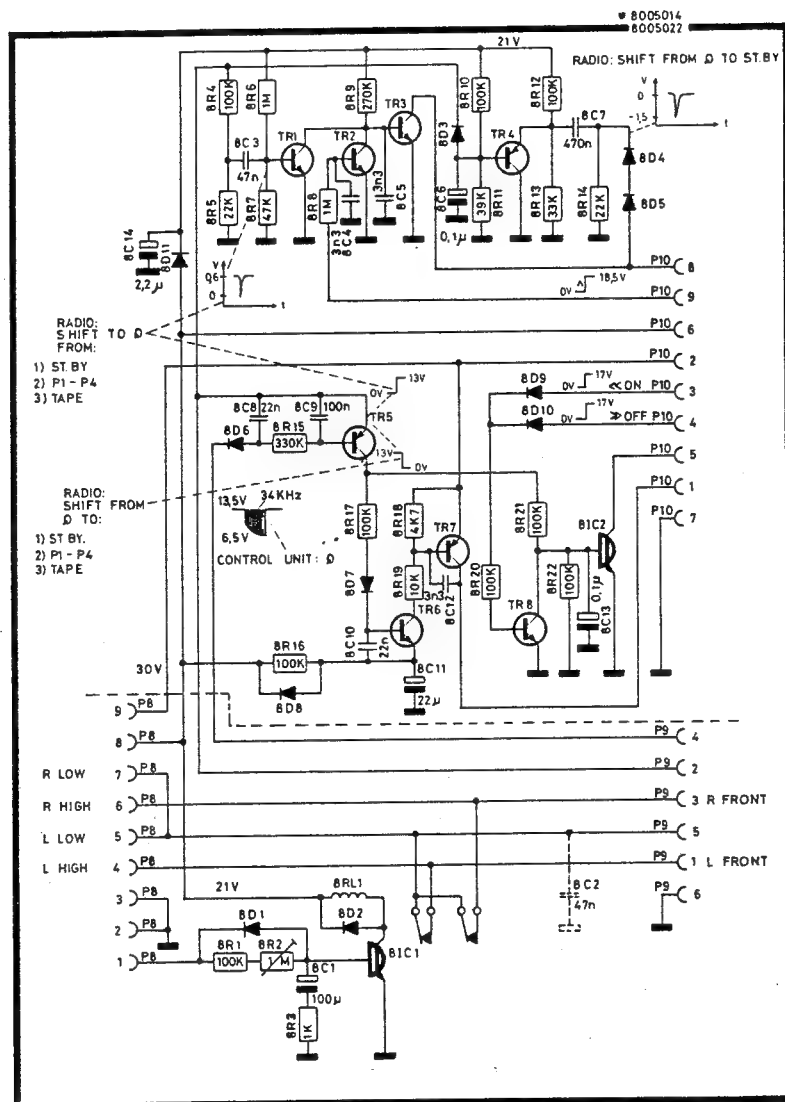 * 8005014
8005022
21V
RADIO: SHIFT FROM Ø TO ST.BY
8R4 100K
8R6 1M
8R9 270K
TR3
8R10 100K
8R12 100K
V
0
-1,5
t
8C3
47n
TR1
TR2
8D3
TR4
8C7
470n
8D4
8R5 22K
8R7 47K
8R8 1M
3n3
8C4
3n3
8C5
8C6
0,1µ
39K
8R11
8R13 33K
8R14 22K
8D5
8C14
2,2µ
8D11
V
0,6
0
t
P10 8
0V 18,5V
P10 9
P10 6
P10 2
RADIO:
SHIFT TO Ø
FROM:
1) ST.BY
2) P1-P4
3) TAPE
0V 13V
8D9 0V 17V ≪ON P10 3
8D10 0V 17V ≫OFF P10 4
8C8 22n
8C9 100n
TR5
8D6
8R15
330K
13V
0V
P10 5
P10 1
P10 7
RADIO:
SHIFT FROM
Ø TO:
1) ST BY.
2) P1-P4
3) TAPE
13,5V
34KHz
6,5V
CONTROL UNIT: Ø
8R17 100K
8R18 4K7
TR7
8R21 100K
8IC2
8D7
8R19 10K
3n3
8C12
8R20 100K
TR8
8R22 100K
0,1µ
8C13
TR6
8C10
22n
8R16
100K
8D8
8C11
22µ
30V
9 P8
8 P8
P9 4
P9 2
R LOW 7 P8
R HIGH 6 P8
P9 3 R FRONT
L LOW 5 P8
P9 5
L HIGH 4 P8
P9 1 L FRONT
3 P8
21V
8RL1
8C2
47n
P9 6
2 P8
8D1
8D2
1 P8
8R1
100K
8R2
1M
8IC1
8C1
100µ
8R3 1K